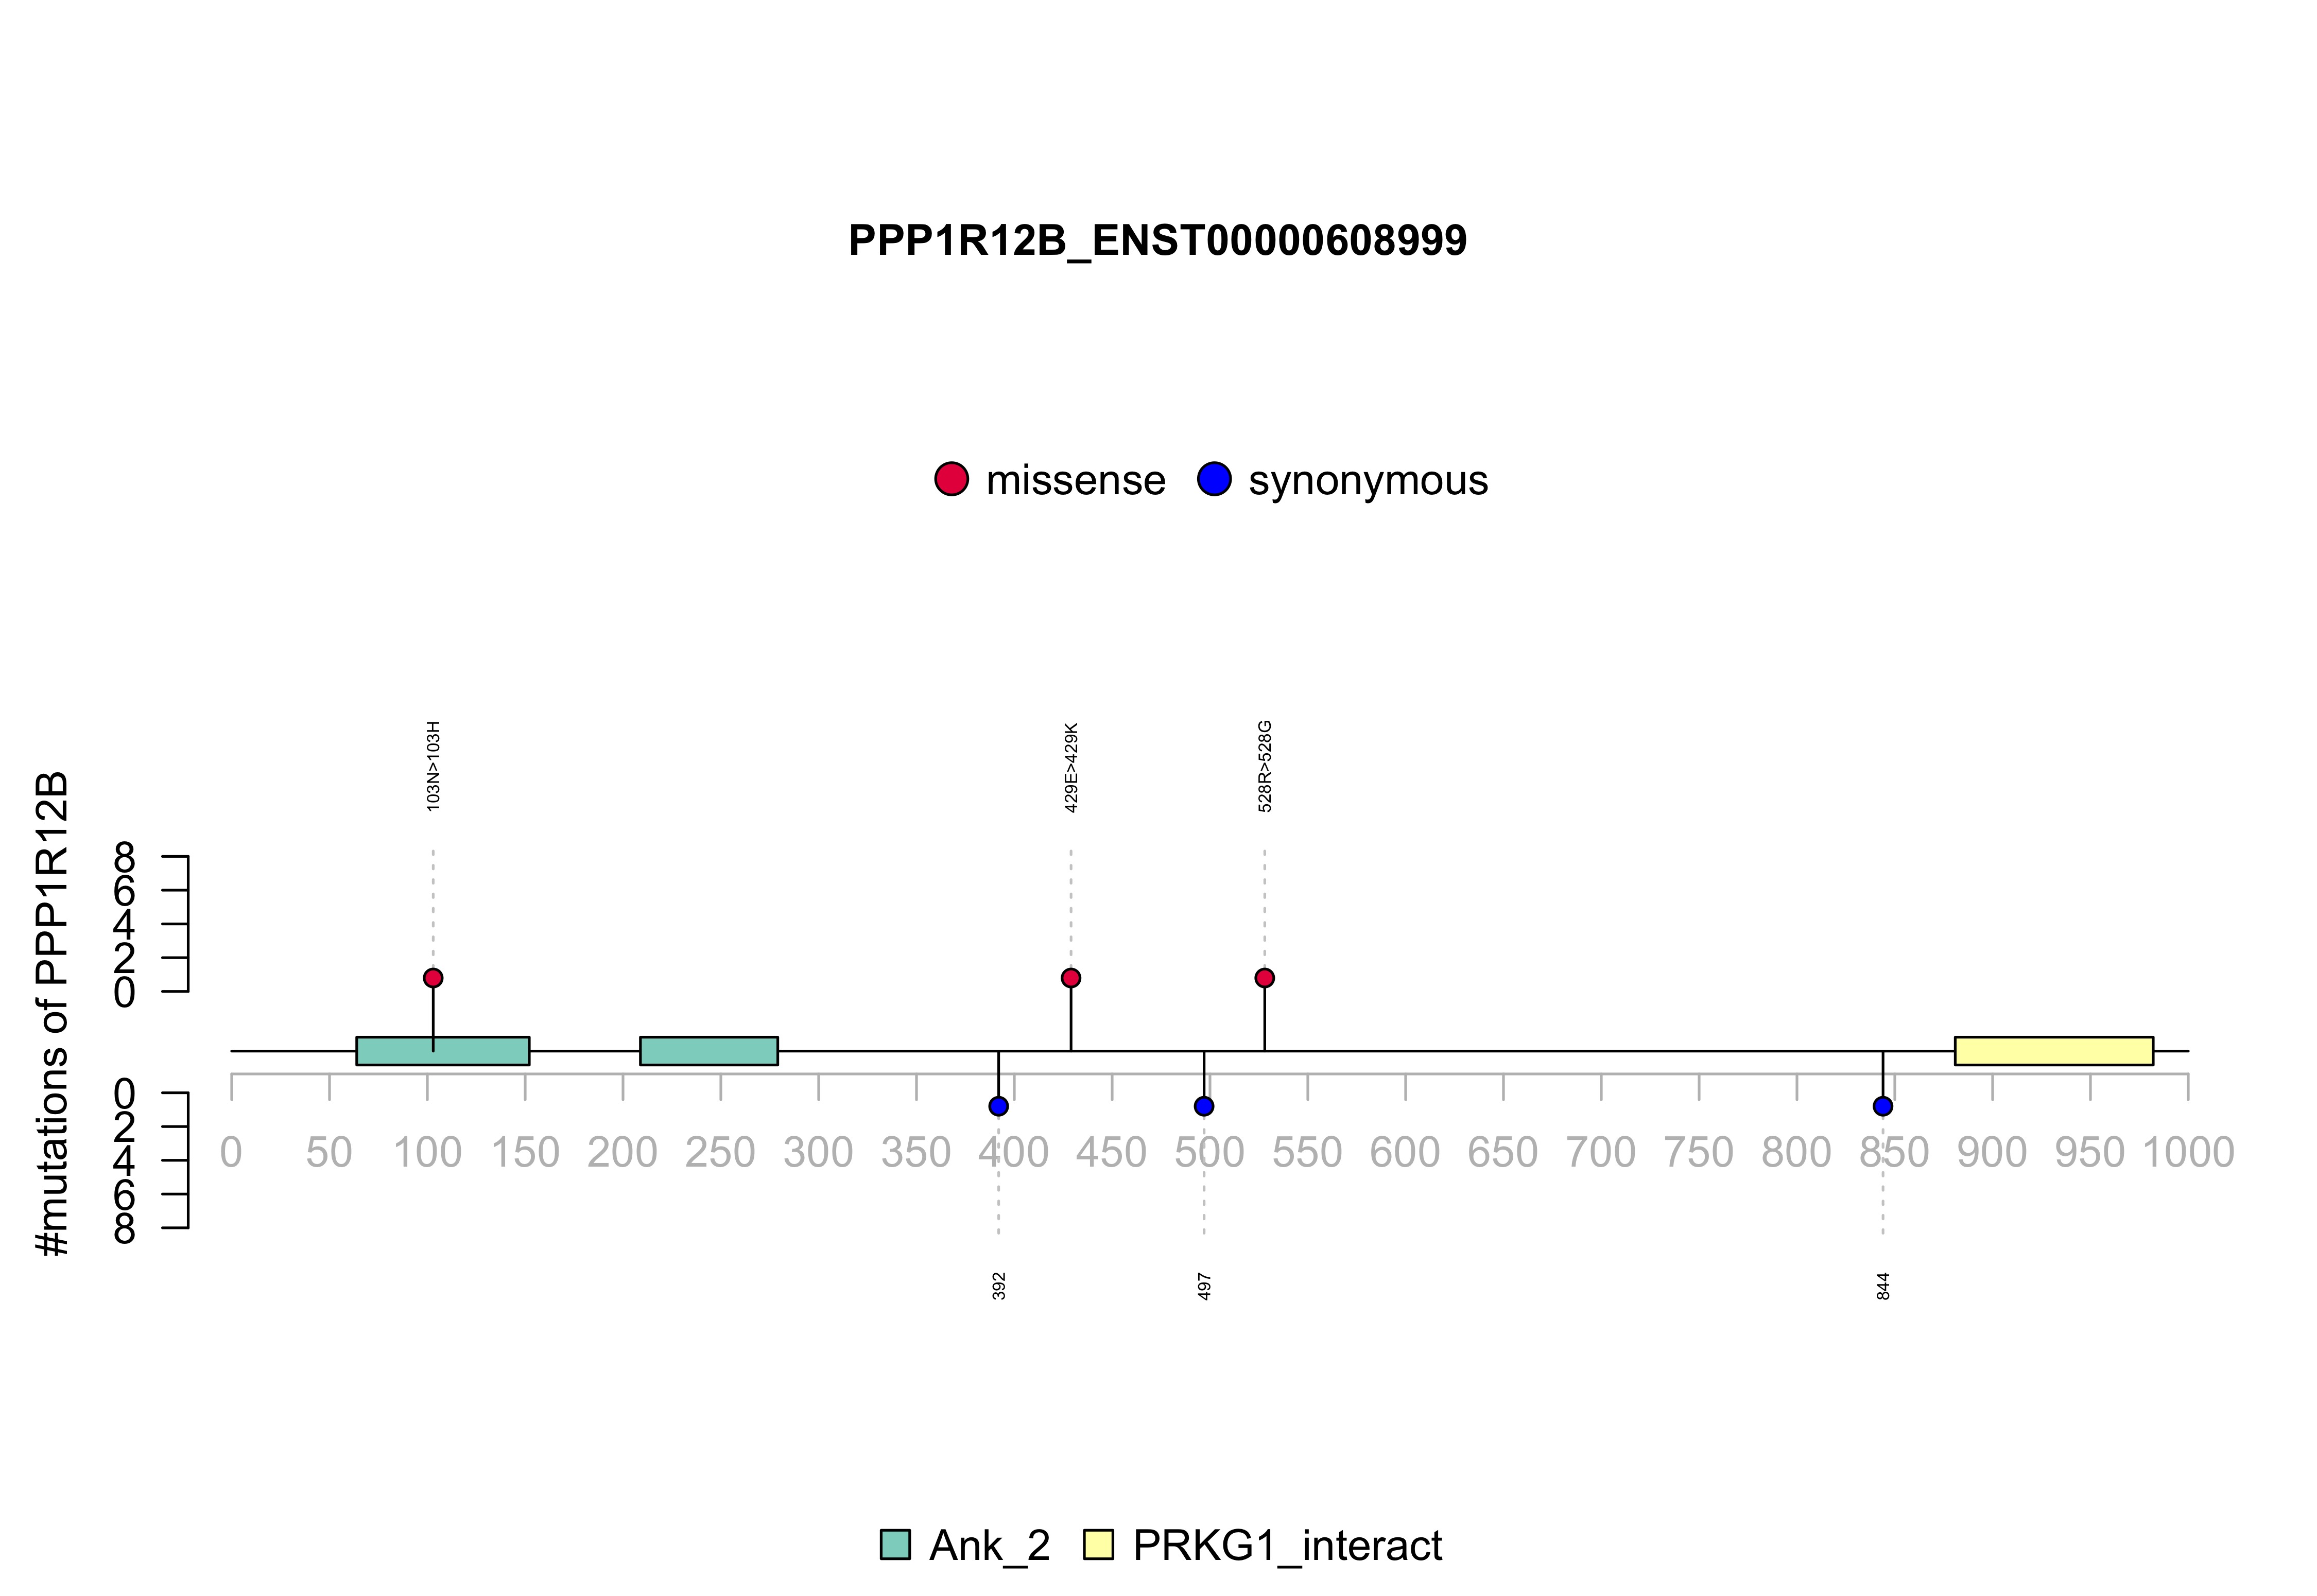 PPP1R12B_ENST00000608999
missense synonymous
103N>103H 429E>429K 528R>528G
#mutations of PPP1R12B
8
6
4
2
0
0
2
4
6
8
0 50 100 150 200 250 300 350 400 450 500 550 600 650 700 750 800 850 900 950 1000
392 497 844
Ank_2 PRKG1_interact